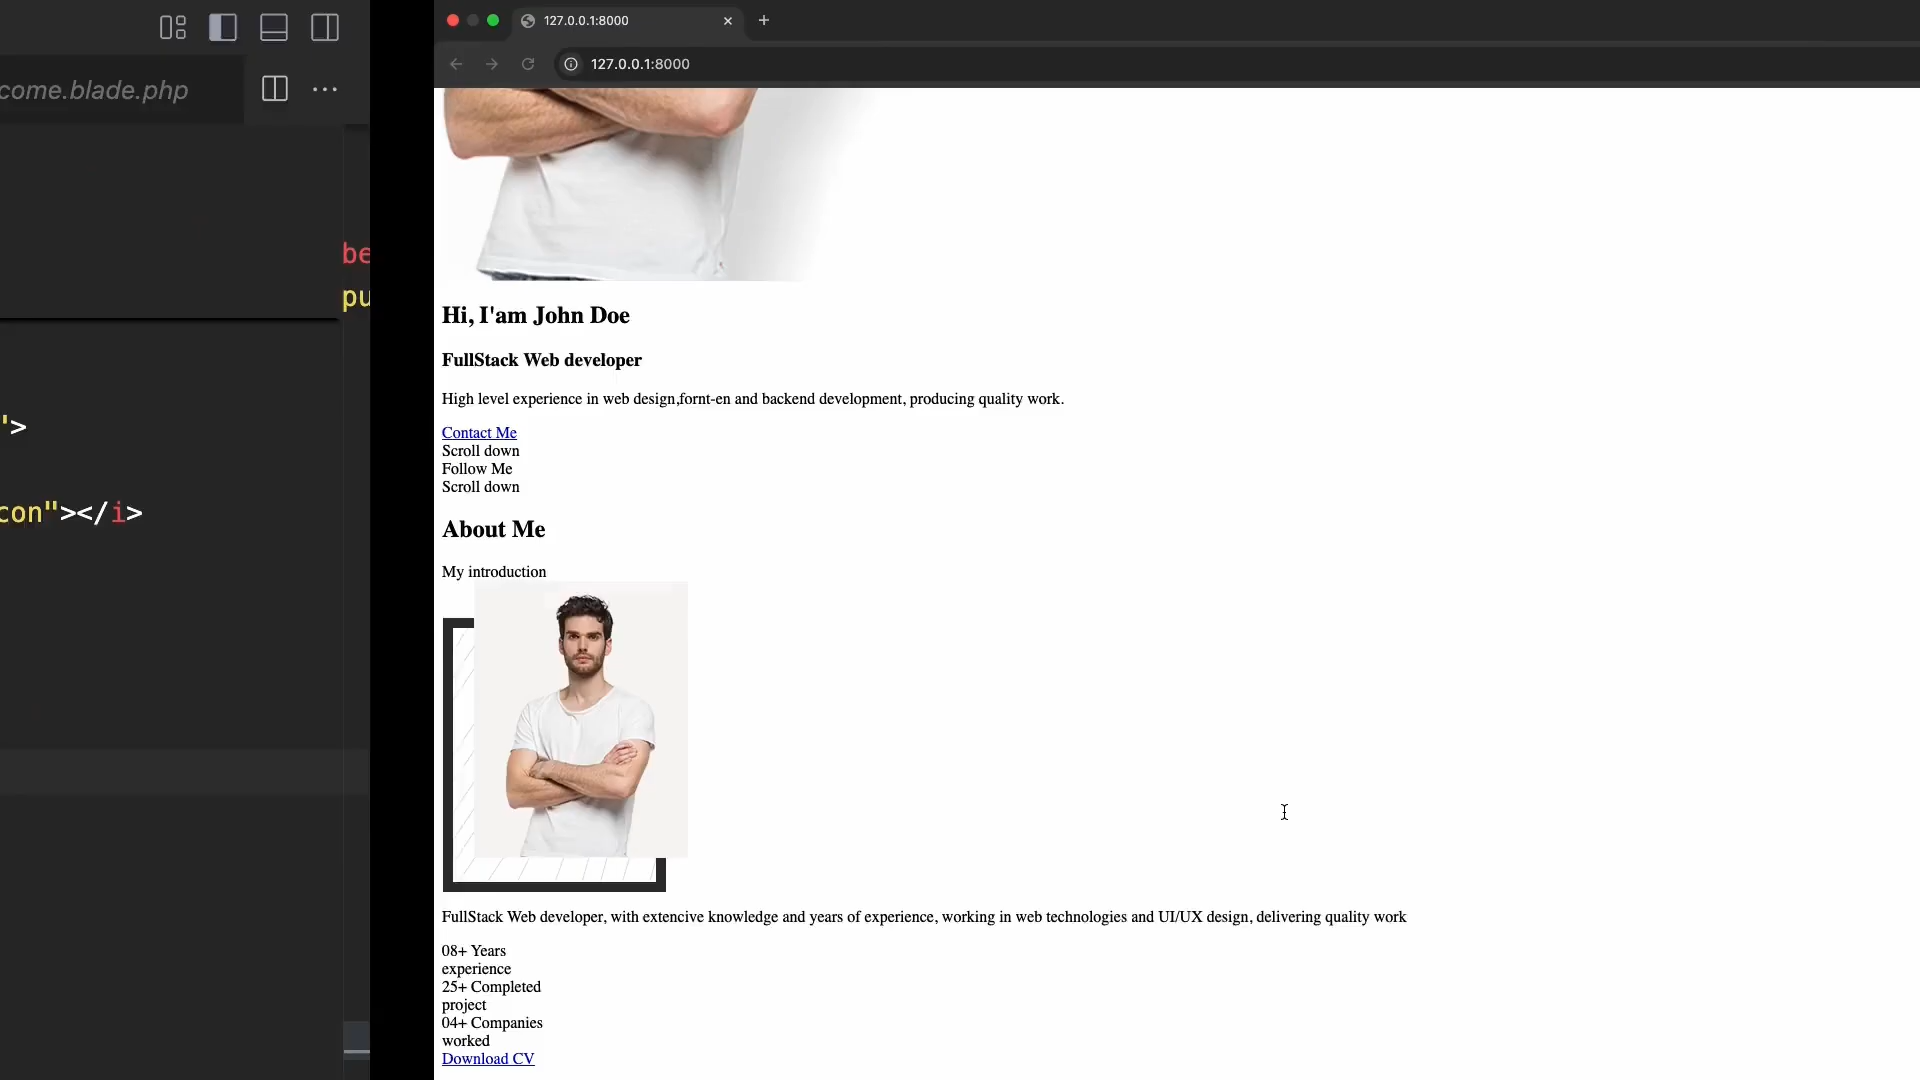 127.0.0.1:8000
127.0.0.1:8000
come.blade.php
be
pu
">
con"></i>
Hi, I'am John Doe
FullStack Web developer
High level experience in web design,fornt-en and backend development, producing quality work.
Contact Me
Scroll down
Follow Me
Scroll down
About Me
My introduction
FullStack Web developer, with extencive knowledge and years of experience, working in web technologies and UI/UX design, delivering quality work
08+ Years
experience
25+ Completed
project
04+ Companies
worked
Download CV